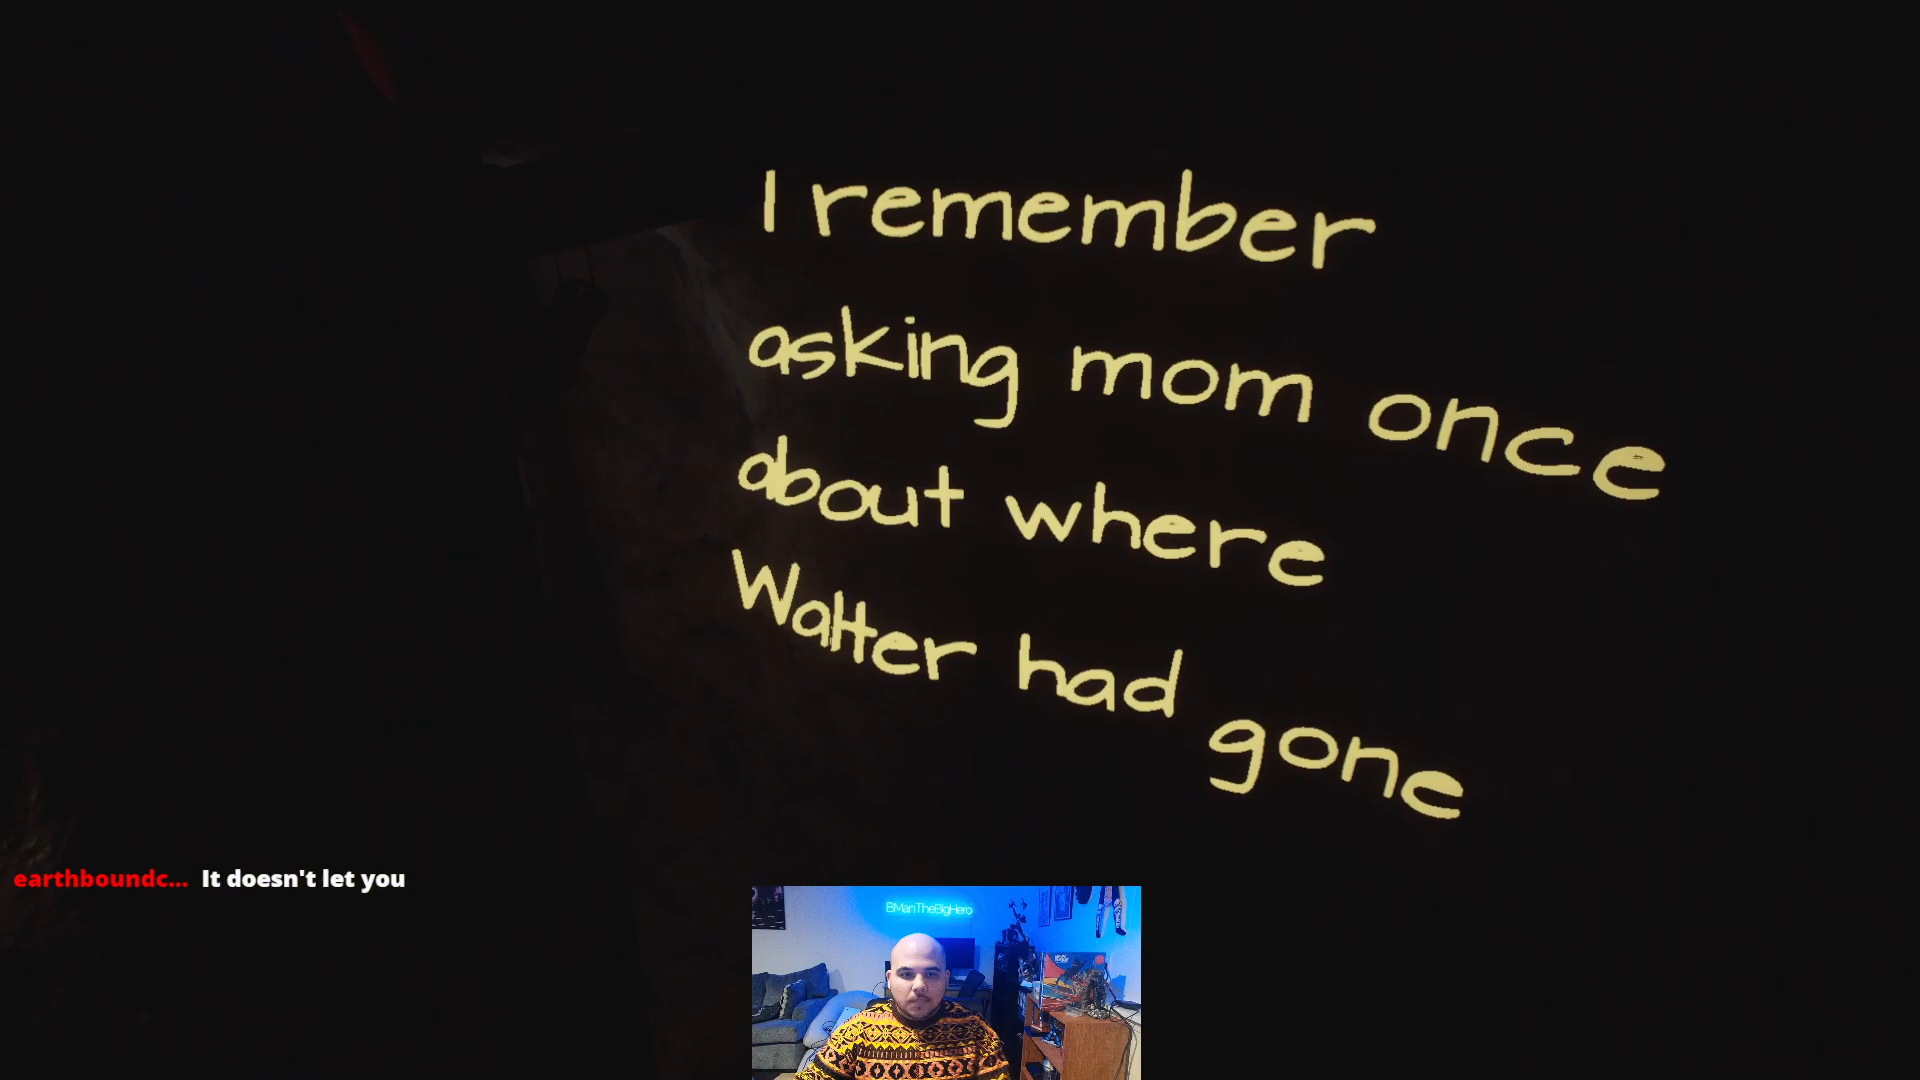 I remember
asking mom once
about where
Walter had gone
earthboundc... It doesn't let you
BManTheBigHero